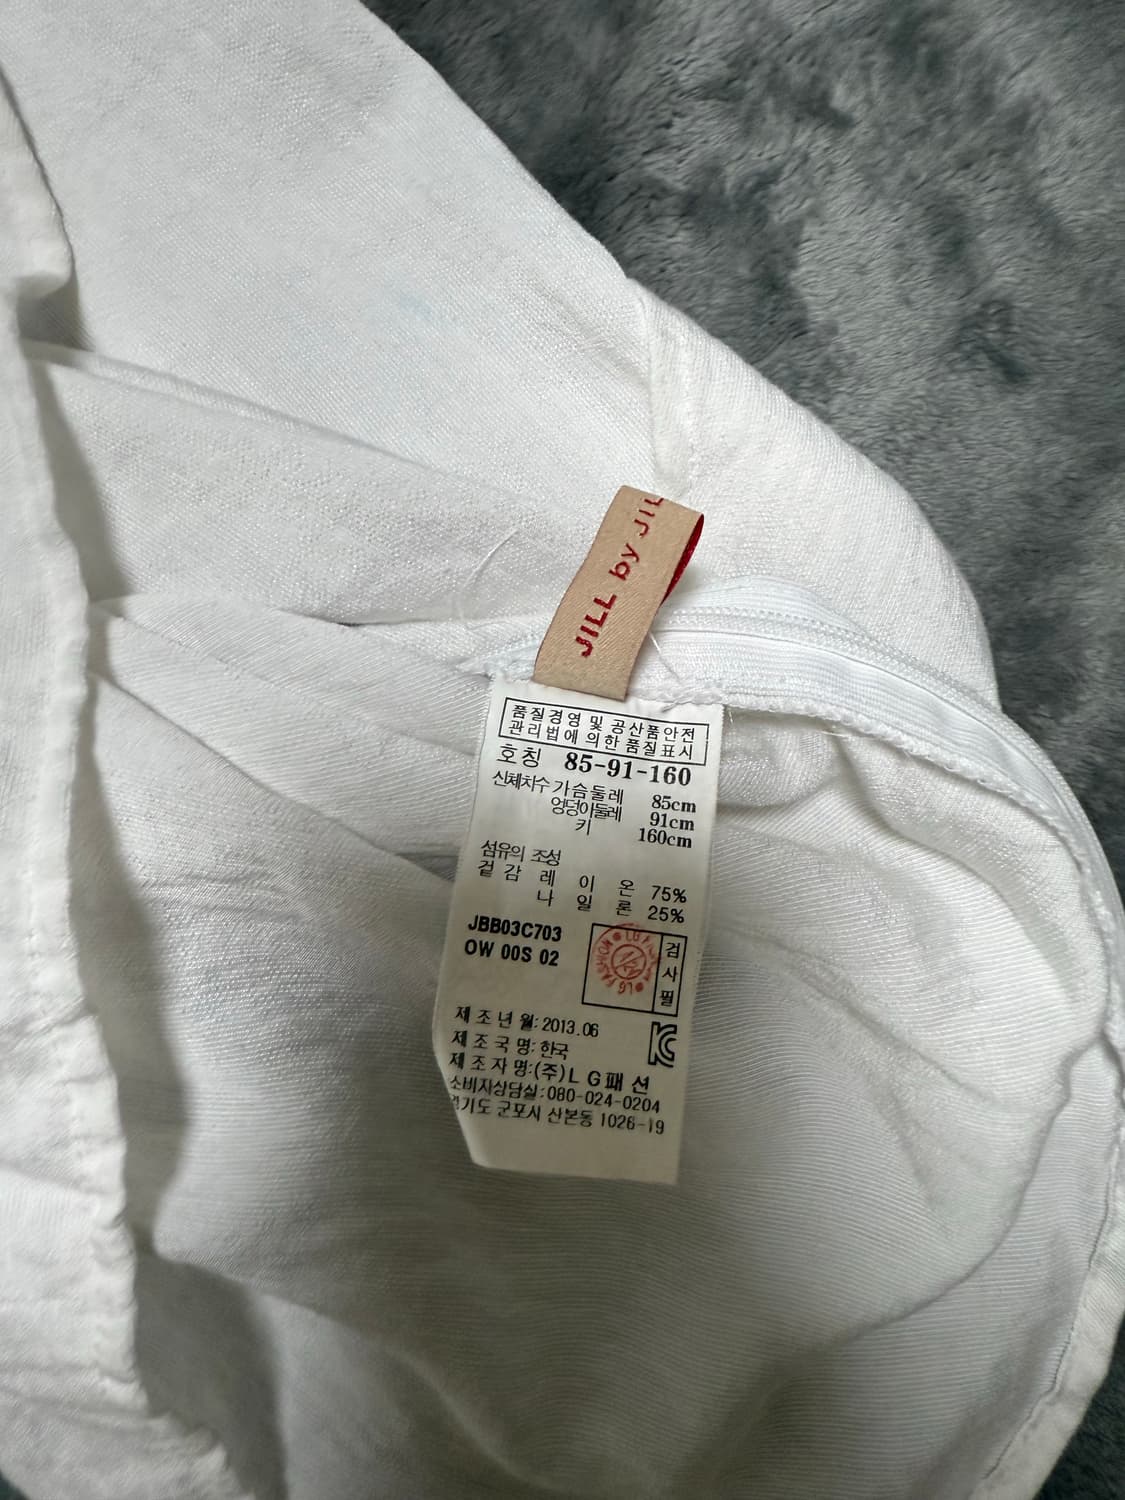 JILL by JIL
품질경영 및 공산품안전
관리법에 의한 품질표시
호칭 85-91-160
신체치수 가슴둘레 85cm
엉덩이둘레 91cm
키 160cm
섬유의 조성
겉감 레이온 75%
나일론 25%
JBB03C703
OW 00S 02
LG FASHION LG
검사필
제조년월: 2013.06
제조국명: 한국
제조자명:(주)LG패션
소비자상담실:080-024-0204
경기도 군포시 산본동 1026-19